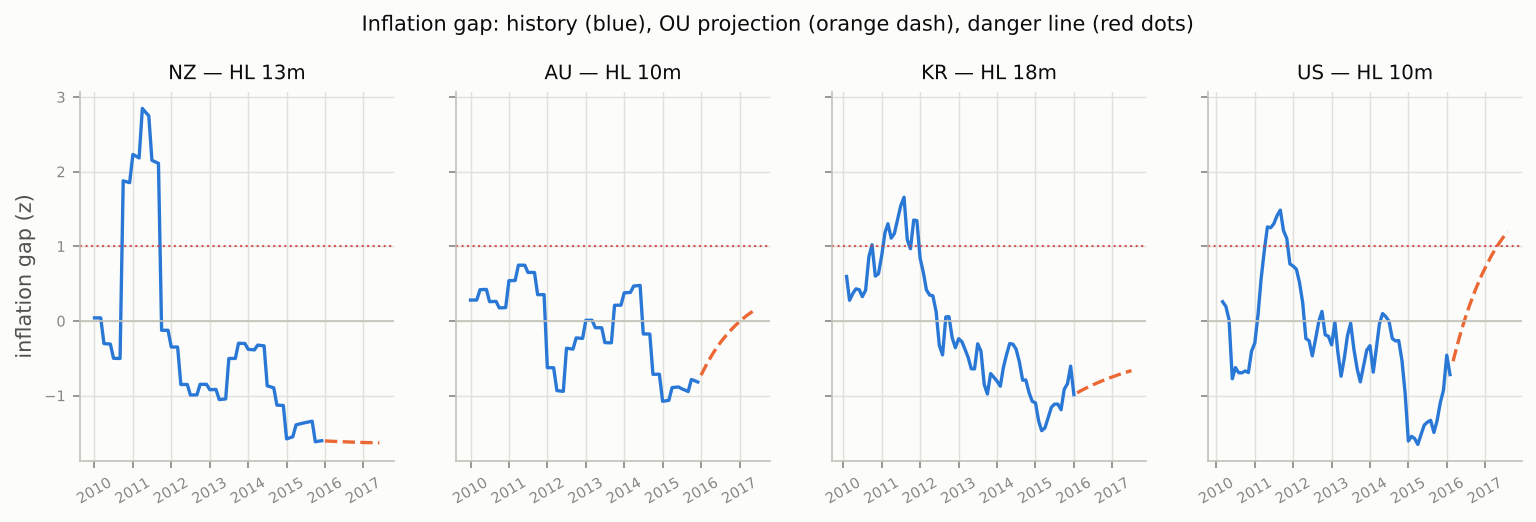 Inflation gap: history (blue), OU projection (orange dash), danger line (red dots)
NZ — HL 13m
AU — HL 10m
KR — HL 18m
US — HL 10m
inflation gap (z)
3
2
1
0
−1
2010 2011 2012 2013 2014 2015 2016 2017
2010 2011 2012 2013 2014 2015 2016 2017
2010 2011 2012 2013 2014 2015 2016 2017
2010 2011 2012 2013 2014 2015 2016 2017